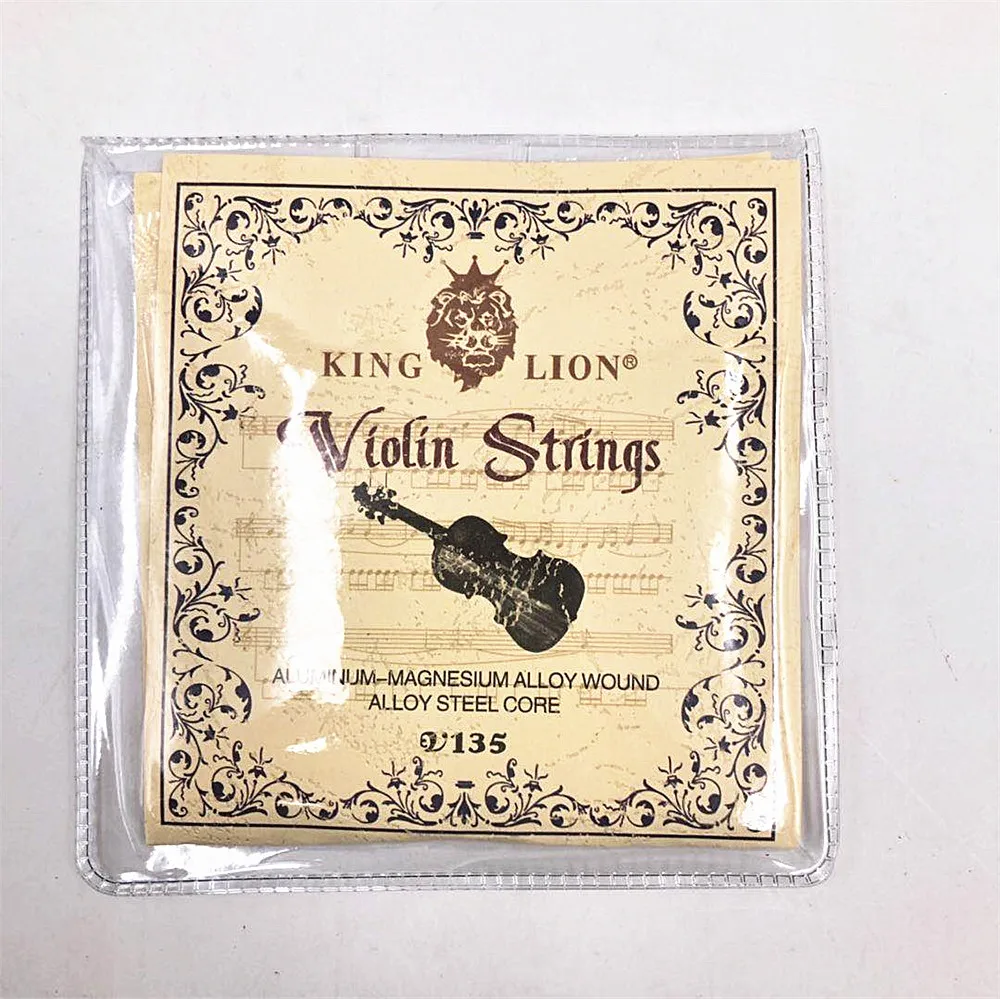 KING LION®
Violin Strings
ALUMINUM-MAGNESIUM ALLOY WOUND
ALLOY STEEL CORE
V135